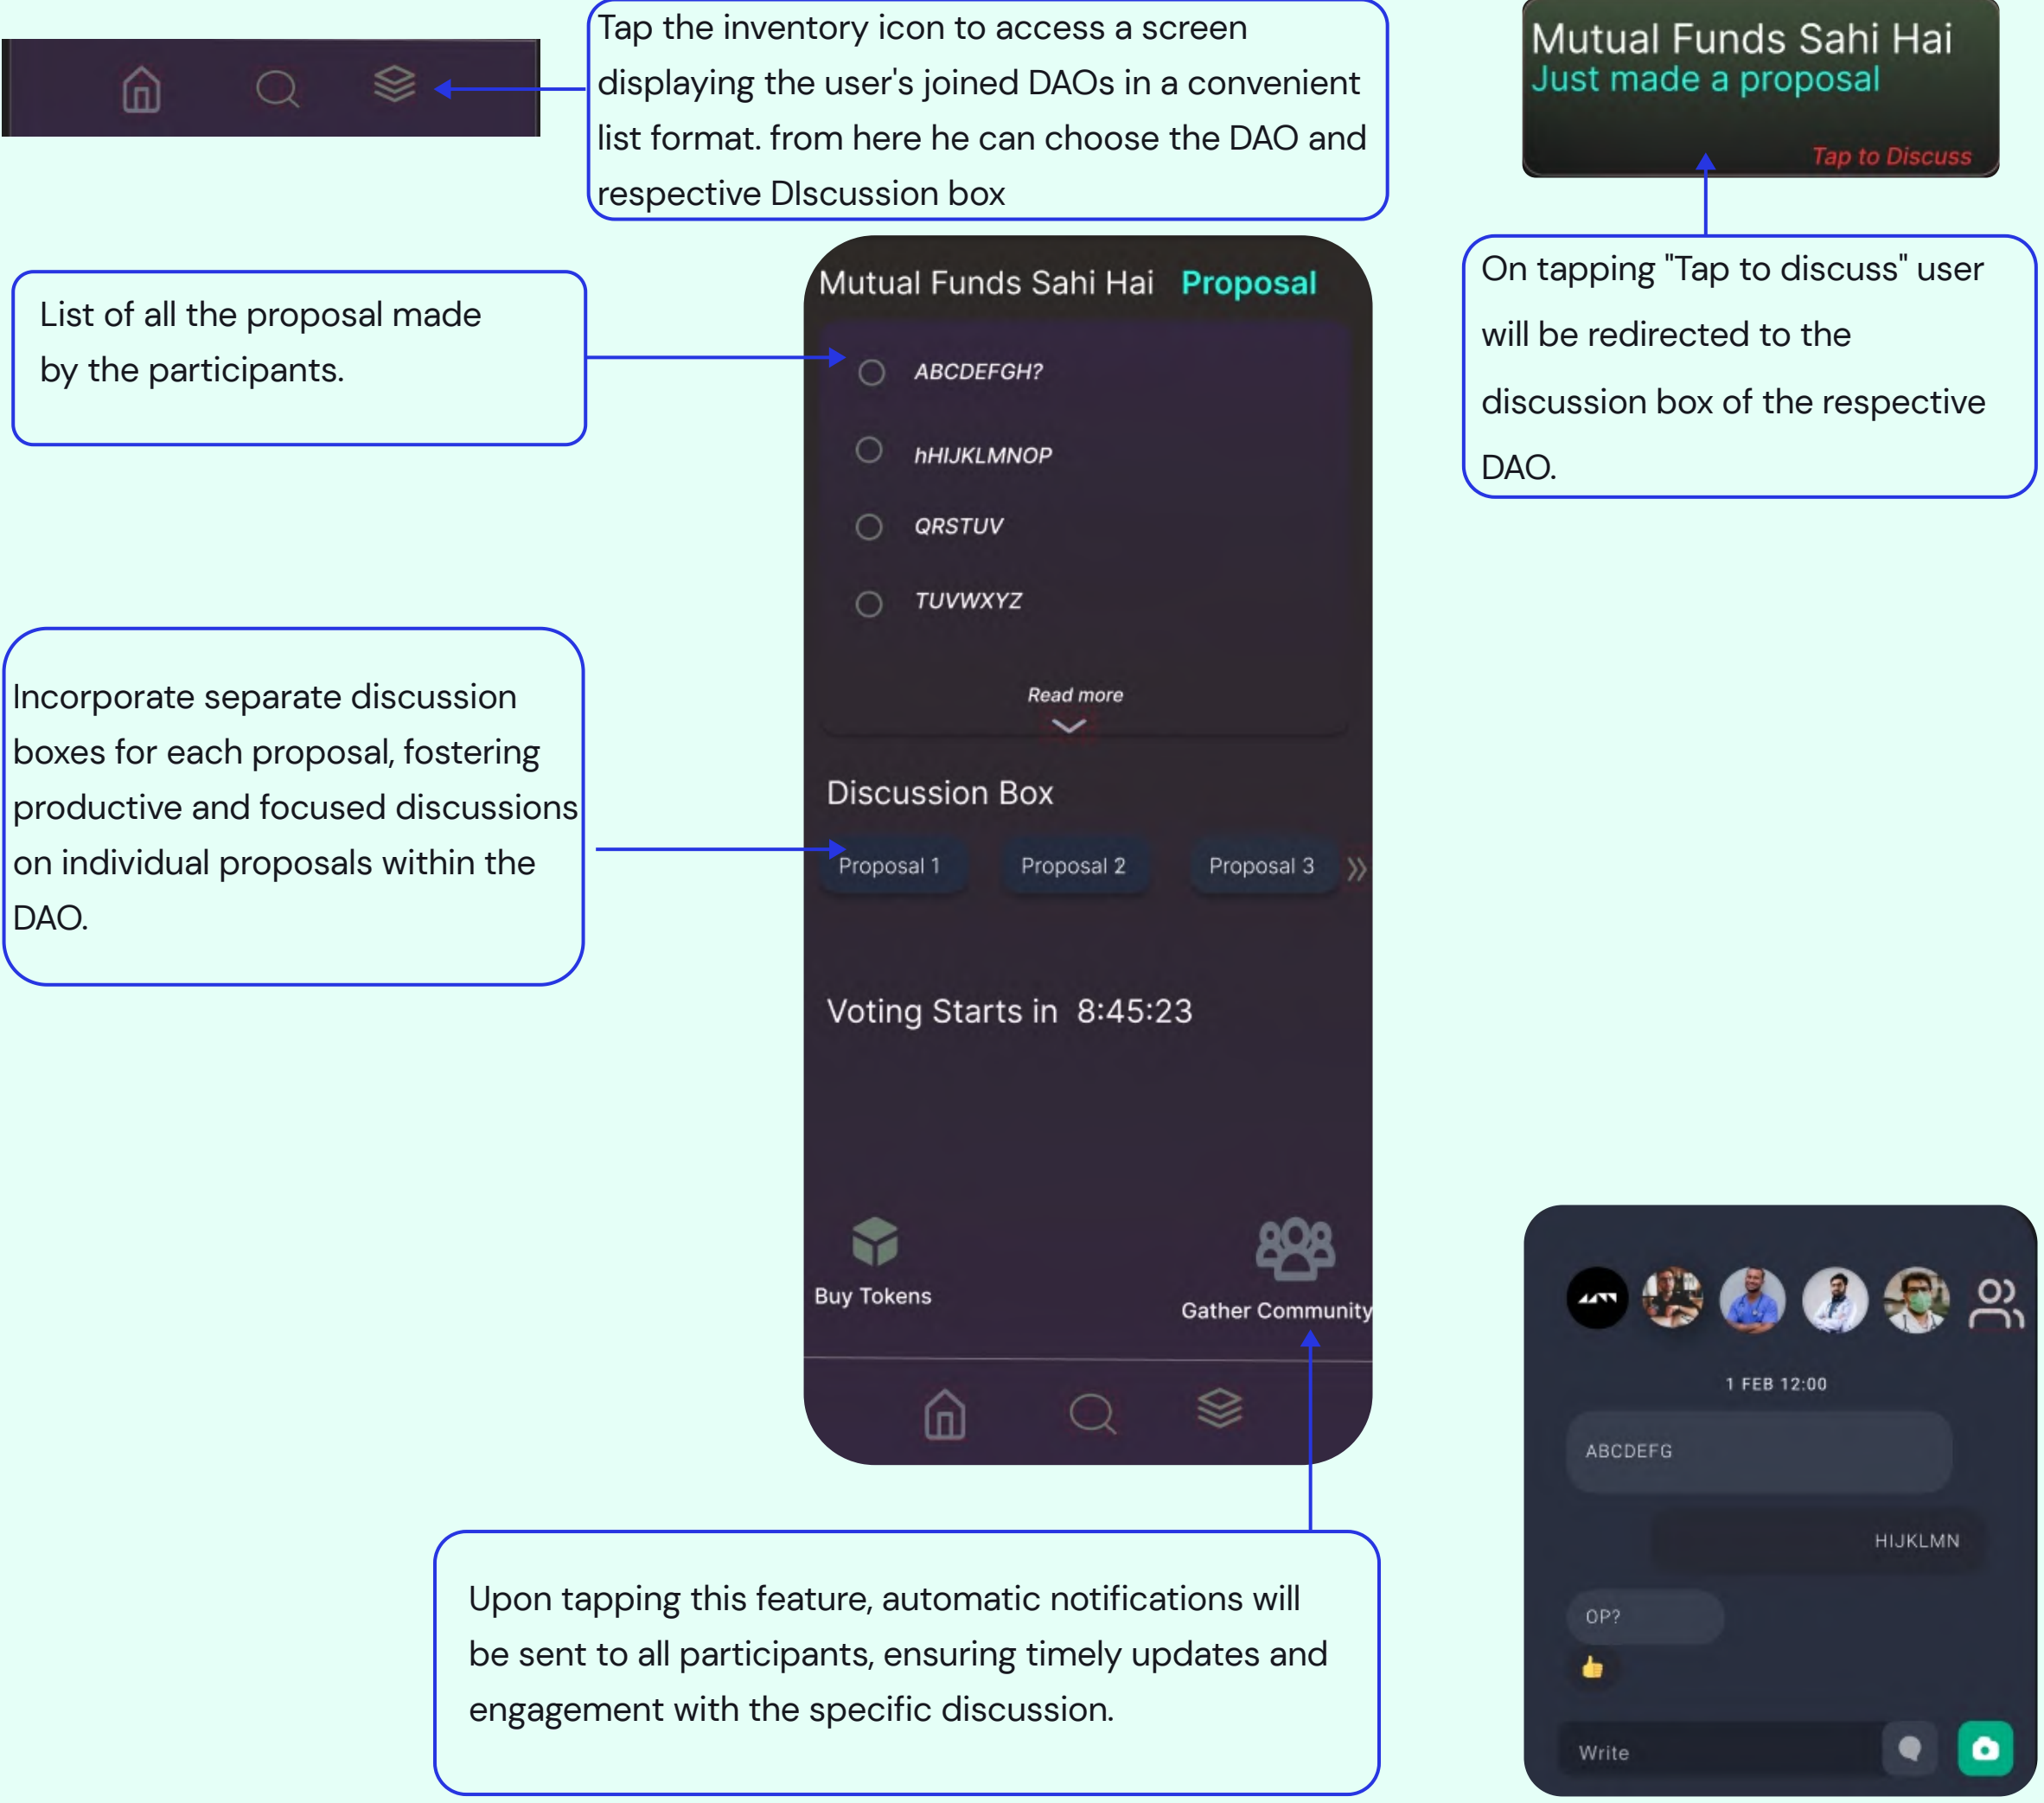 Tap the inventory icon to access a screen
displaying the user's joined DAOs in a convenient
list format. from here he can choose the DAO and
respective DIscussion box
Mutual Funds Sahi Hai
Just made a proposal
Tap to Discuss
On tapping "Tap to discuss" user
will be redirected to the
discussion box of the respective
DAO.
List of all the proposal made
by the participants.
Mutual Funds Sahi Hai Proposal
ABCDEFGH?
hHIJKLMNOP
QRSTUV
TUVWXYZ
Read more
Incorporate separate discussion
boxes for each proposal, fostering
productive and focused discussions
on individual proposals within the
DAO.
Discussion Box
Proposal 1 Proposal 2 Proposal 3
Voting Starts in 8:45:23
Buy Tokens
Gather Community
Upon tapping this feature, automatic notifications will
be sent to all participants, ensuring timely updates and
engagement with the specific discussion.
1 FEB 12:00
ABCDEFG
HIJKLMN
OP?
Write